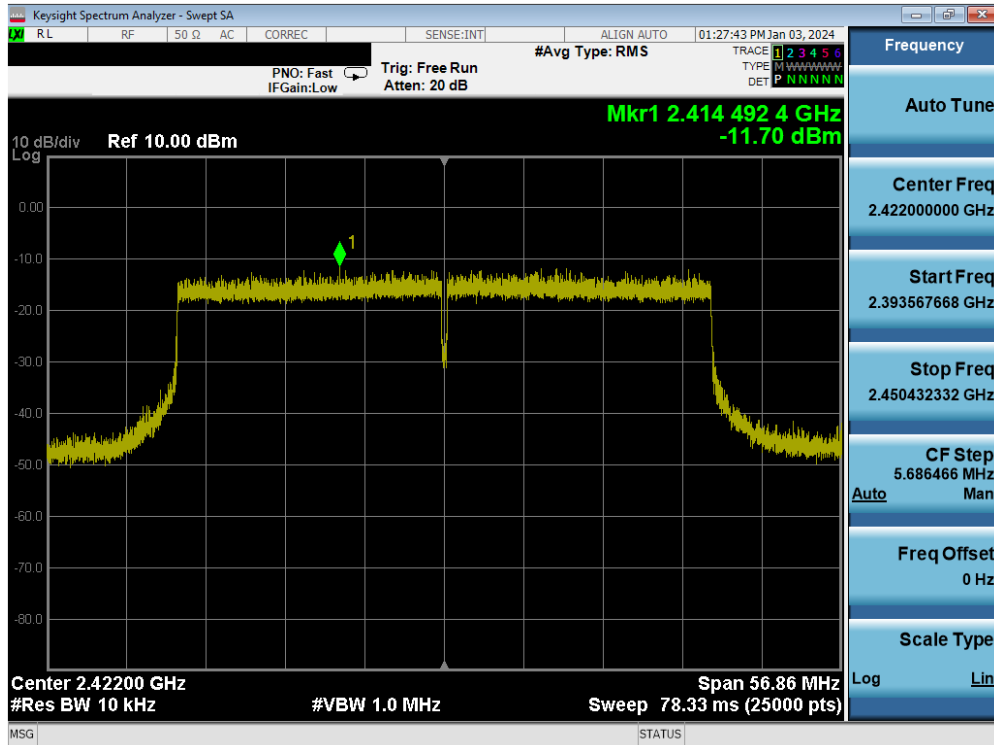 Keysight Spectrum Analyzer - Swept SA
LXI RL RF 50 Ω AC CORREC SENSE:INT ALIGN AUTO 01:27:43 PM Jan 03, 2024
PNO: Fast
IFGain:Low
Trig: Free Run
Atten: 20 dB
#Avg Type: RMS
TRACE 1 2 3 4 5 6
TYPE M WWWWW
DET P N N N N N
Mkr1 2.414 492 4 GHz
-11.70 dBm
10 dB/div Ref 10.00 dBm
Log
0.00
-10.0
-20.0
-30.0
-40.0
-50.0
-60.0
-70.0
-80.0
1
Center 2.42200 GHz Span 56.86 MHz
#Res BW 10 kHz #VBW 1.0 MHz Sweep 78.33 ms (25000 pts)
MSG STATUS
Frequency
Auto Tune
Center Freq
2.422000000 GHz
Start Freq
2.393567668 GHz
Stop Freq
2.450432332 GHz
CF Step
5.686466 MHz
Auto Man
Freq Offset
0 Hz
Scale Type
Log Lin